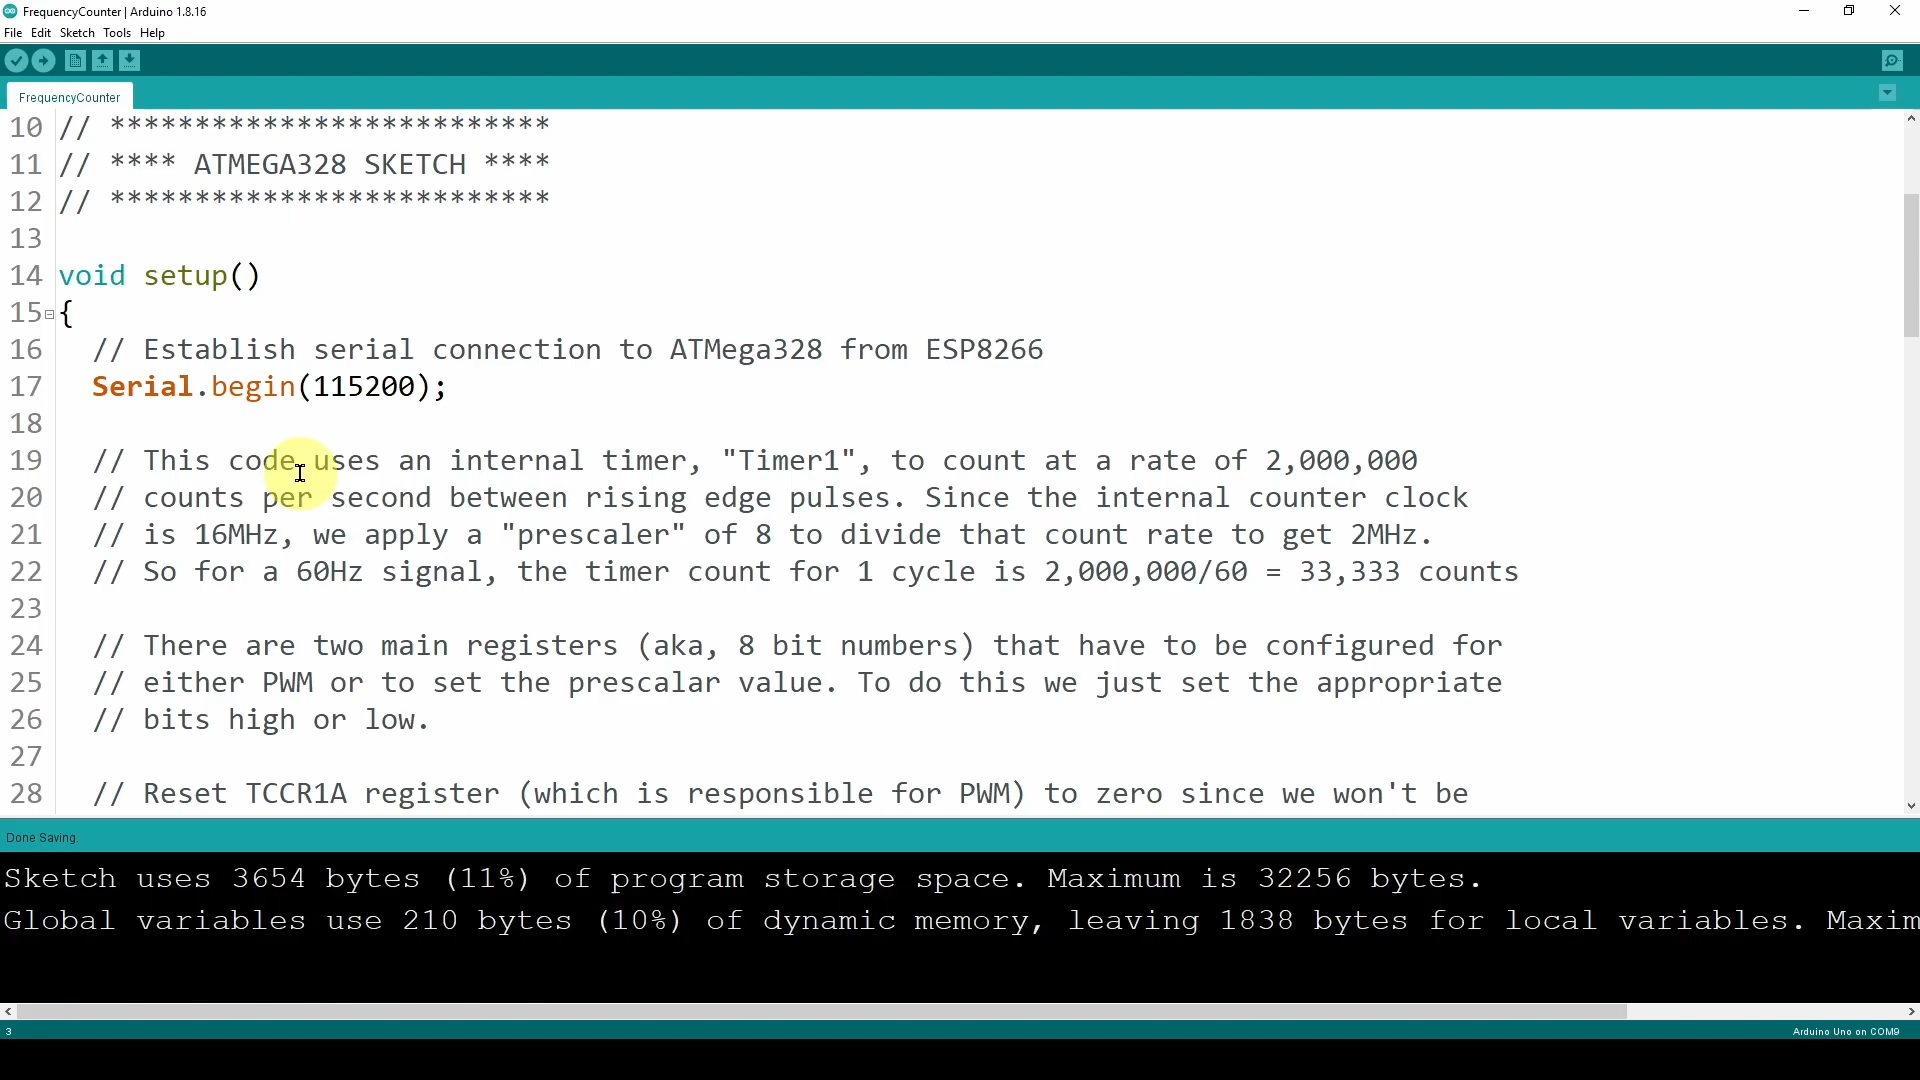 FrequencyCounter | Arduino 1.8.16
File Edit Sketch Tools Help
FrequencyCounter
10 // **************************
11 // **** ATMEGA328 SKETCH ****
12 // **************************
13
14 void setup()
15 {
16 // Establish serial connection to ATMega328 from ESP8266
17 Serial.begin(115200);
18
19 // This code uses an internal timer, "Timer1", to count at a rate of 2,000,000
20 // counts per second between rising edge pulses. Since the internal counter clock
21 // is 16MHz, we apply a "prescaler" of 8 to divide that count rate to get 2MHz.
22 // So for a 60Hz signal, the timer count for 1 cycle is 2,000,000/60 = 33,333 counts
23
24 // There are two main registers (aka, 8 bit numbers) that have to be configured for
25 // either PWM or to set the prescalar value. To do this we just set the appropriate
26 // bits high or low.
27
28 // Reset TCCR1A register (which is responsible for PWM) to zero since we won't be
Done Saving.
Sketch uses 3654 bytes (11%) of program storage space. Maximum is 32256 bytes.
Global variables use 210 bytes (10%) of dynamic memory, leaving 1838 bytes for local variables. Maxim
3
Arduino Uno on COM9